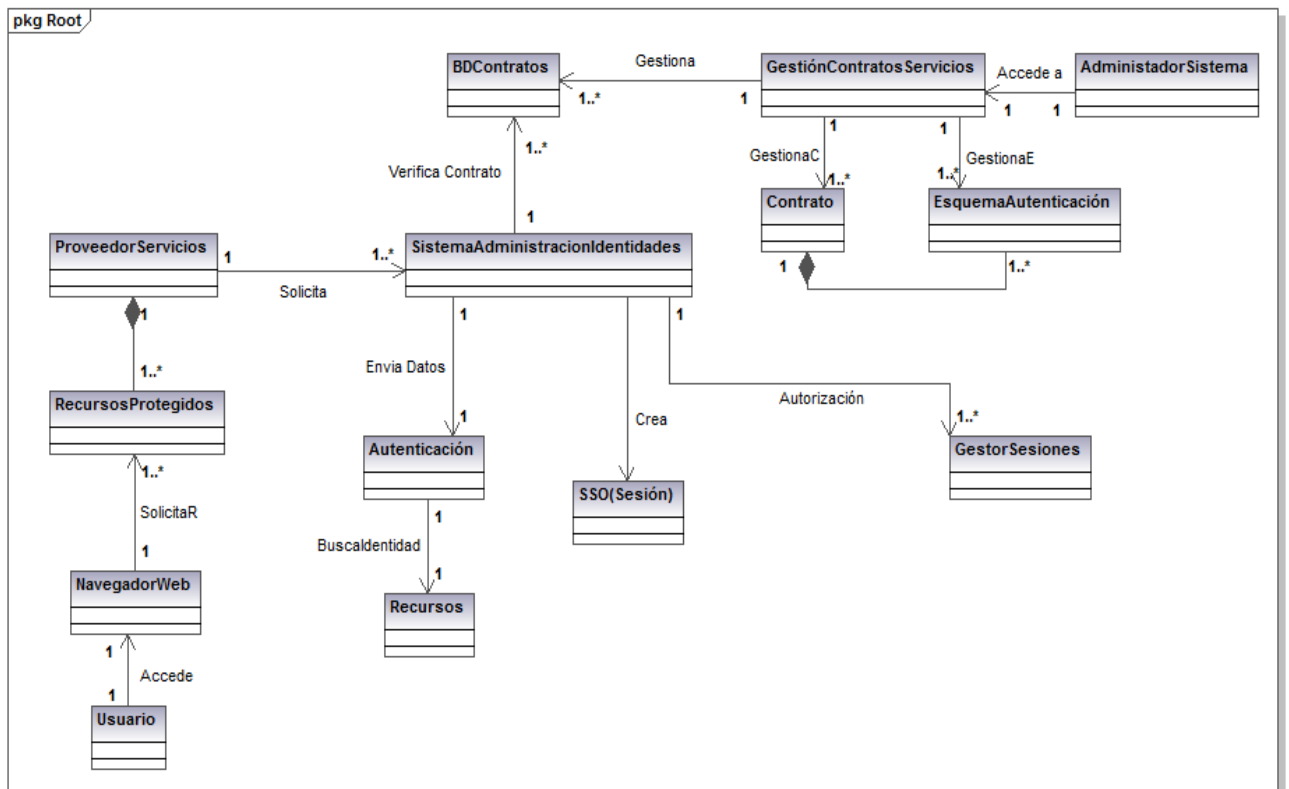 pkg Root
BDContratos
Gestiona
1..*
1
GestiónContratosServicios
Accede a
1
1
AdministadorSistema
1
1
GestionaC
GestionaE
1..*
1..*
Contrato
EsquemaAutenticación
1
1..*
1..*
Verifica Contrato
1
ProveedorServicios
1
1..*
SistemaAdministracionIdentidades
Solicita
1
1..*
RecursosProtegidos
1..*
SolicitaR
1
NavegadorWeb
1
Accede
1
Usuario
1
Envia Datos
1
Autenticación
1
BuscaIdentidad
1
Recursos
Crea
SSO(Sesión)
1
Autorización
1..*
GestorSesiones